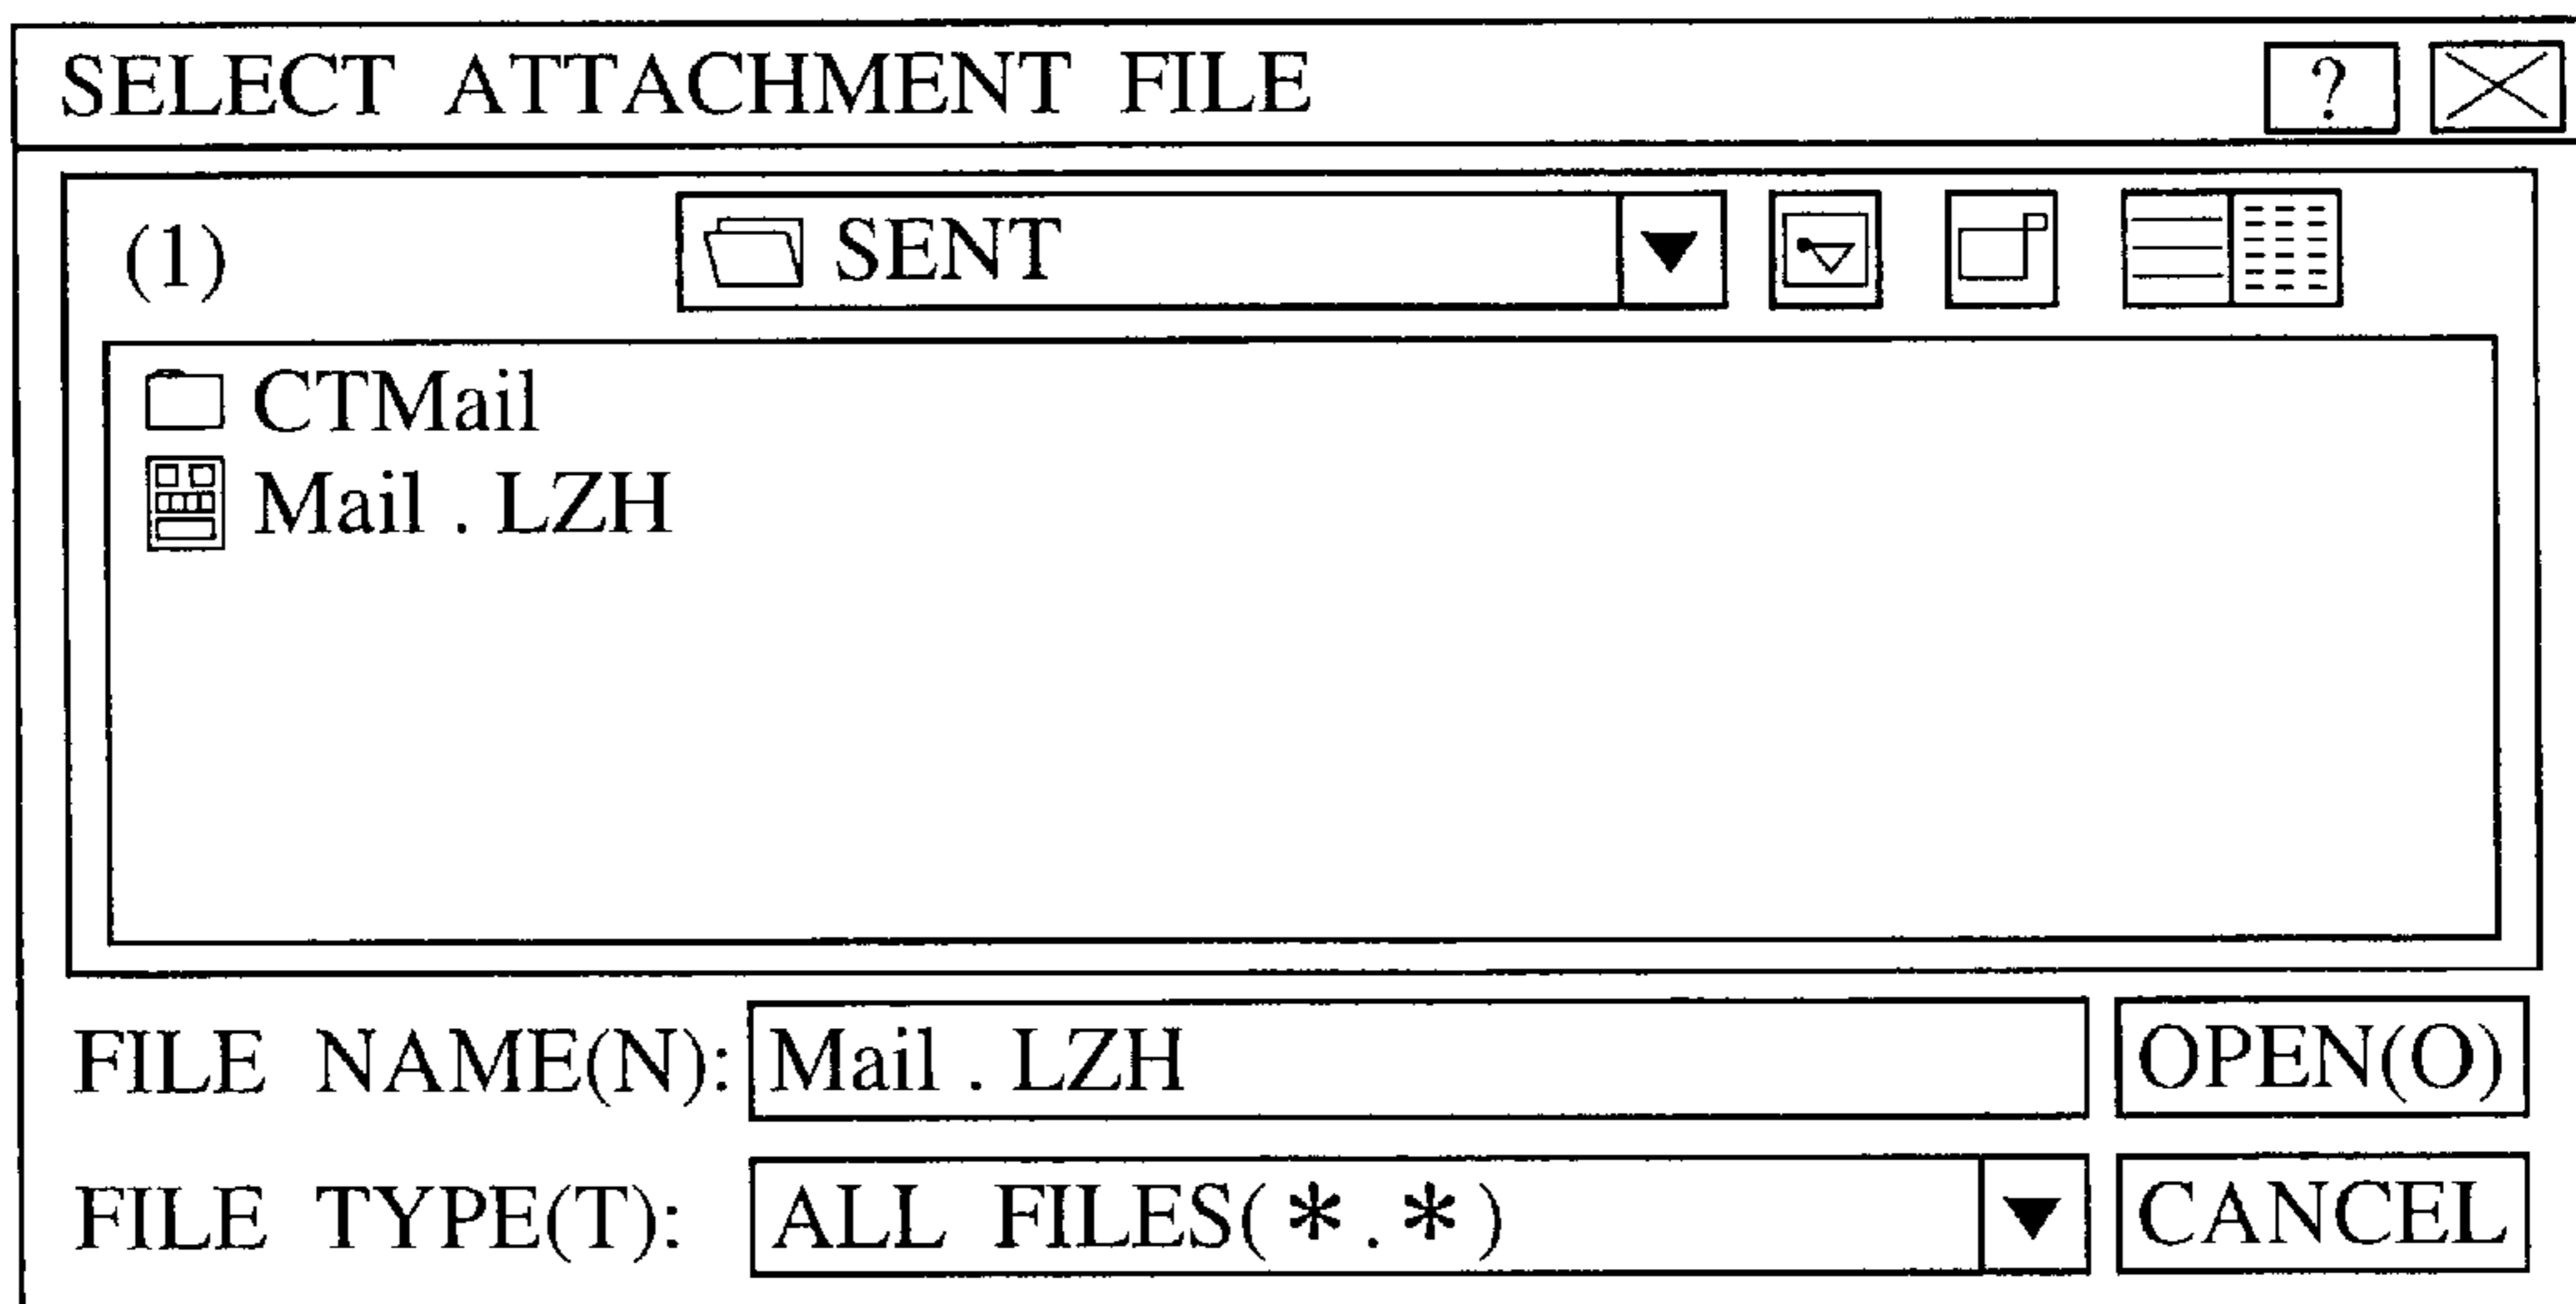 SELECT ATTACHMENT FILE ?
(1) SENT
CTMail
Mail . LZH
FILE NAME(N): Mail . LZH OPEN(O)
FILE TYPE(T): ALL FILES(*.*) CANCEL